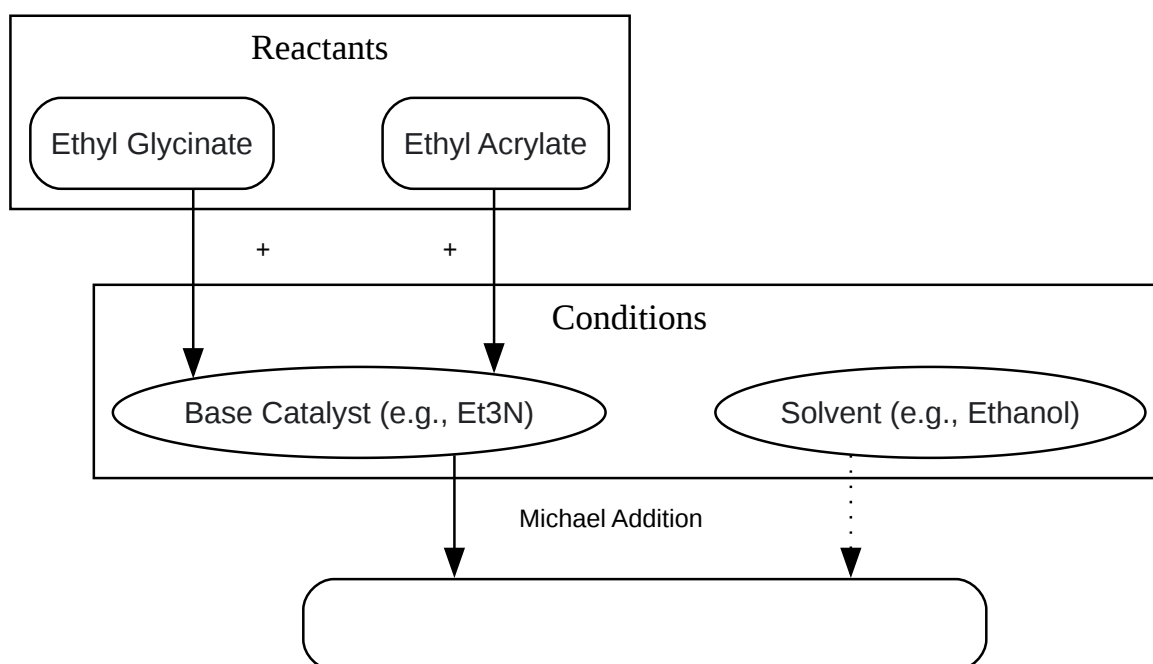 Reactants
Ethyl Glycinate
Ethyl Acrylate
+
+
Conditions
Base Catalyst (e.g., Et3N)
Solvent (e.g., Ethanol)
Michael Addition